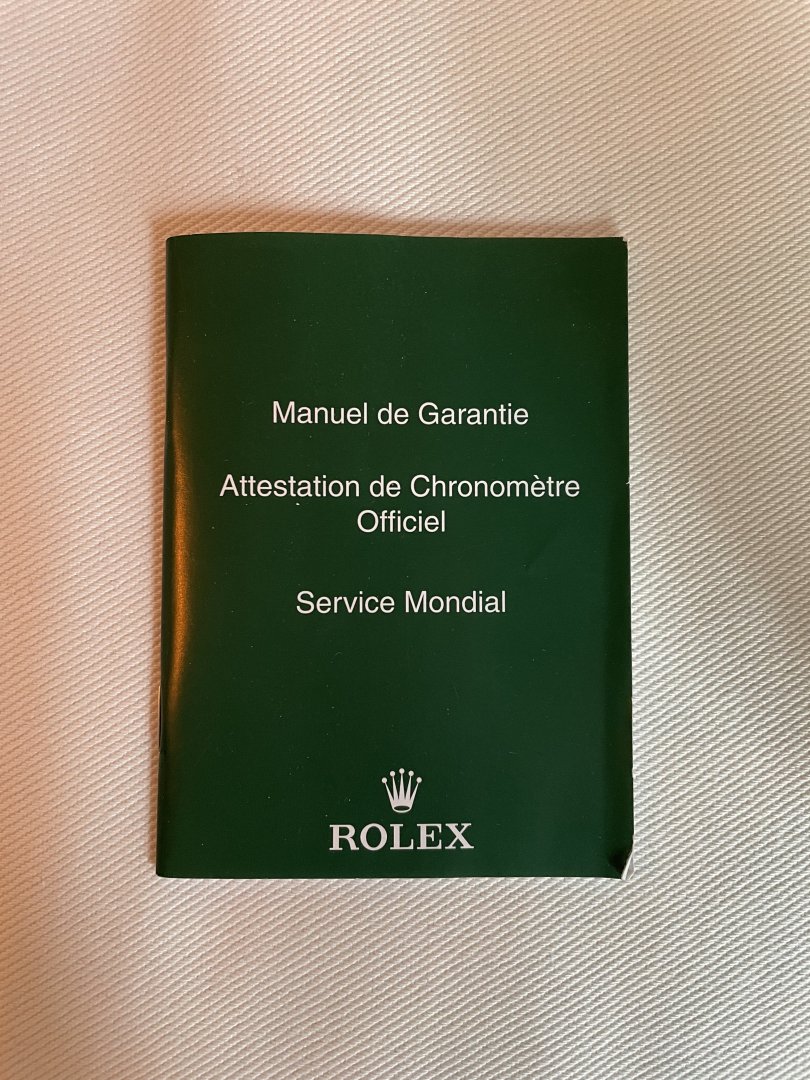 Manuel de Garantie
Attestation de Chronomètre
Officiel
Service Mondial
ROLEX